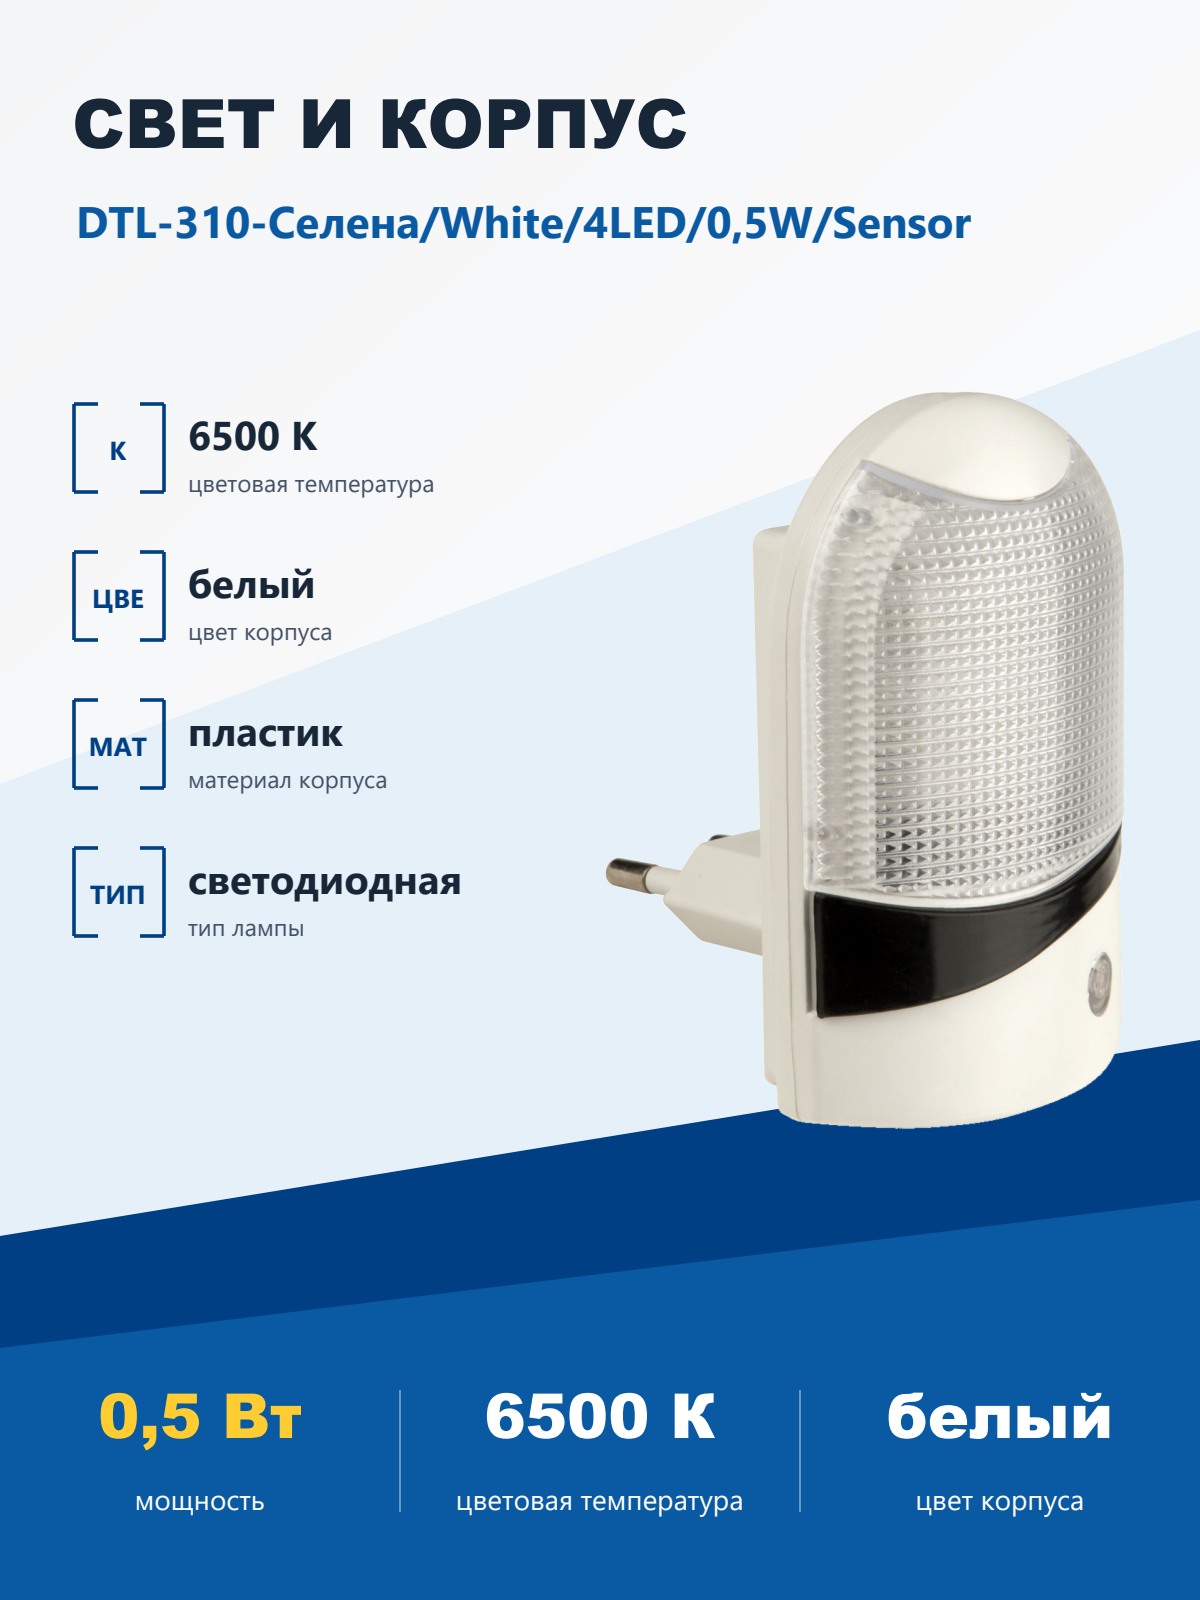 СВЕТ И КОРПУС
DTL-310-Селена/White/4LED/0,5W/Sensor
К
6500 К
цветовая температура
ЦВЕ
белый
цвет корпуса
МАТ
пластик
материал корпуса
ТИП
светодиодная
тип лампы
0,5 Вт
6500 К
белый
мощность
цветовая температура
цвет корпуса